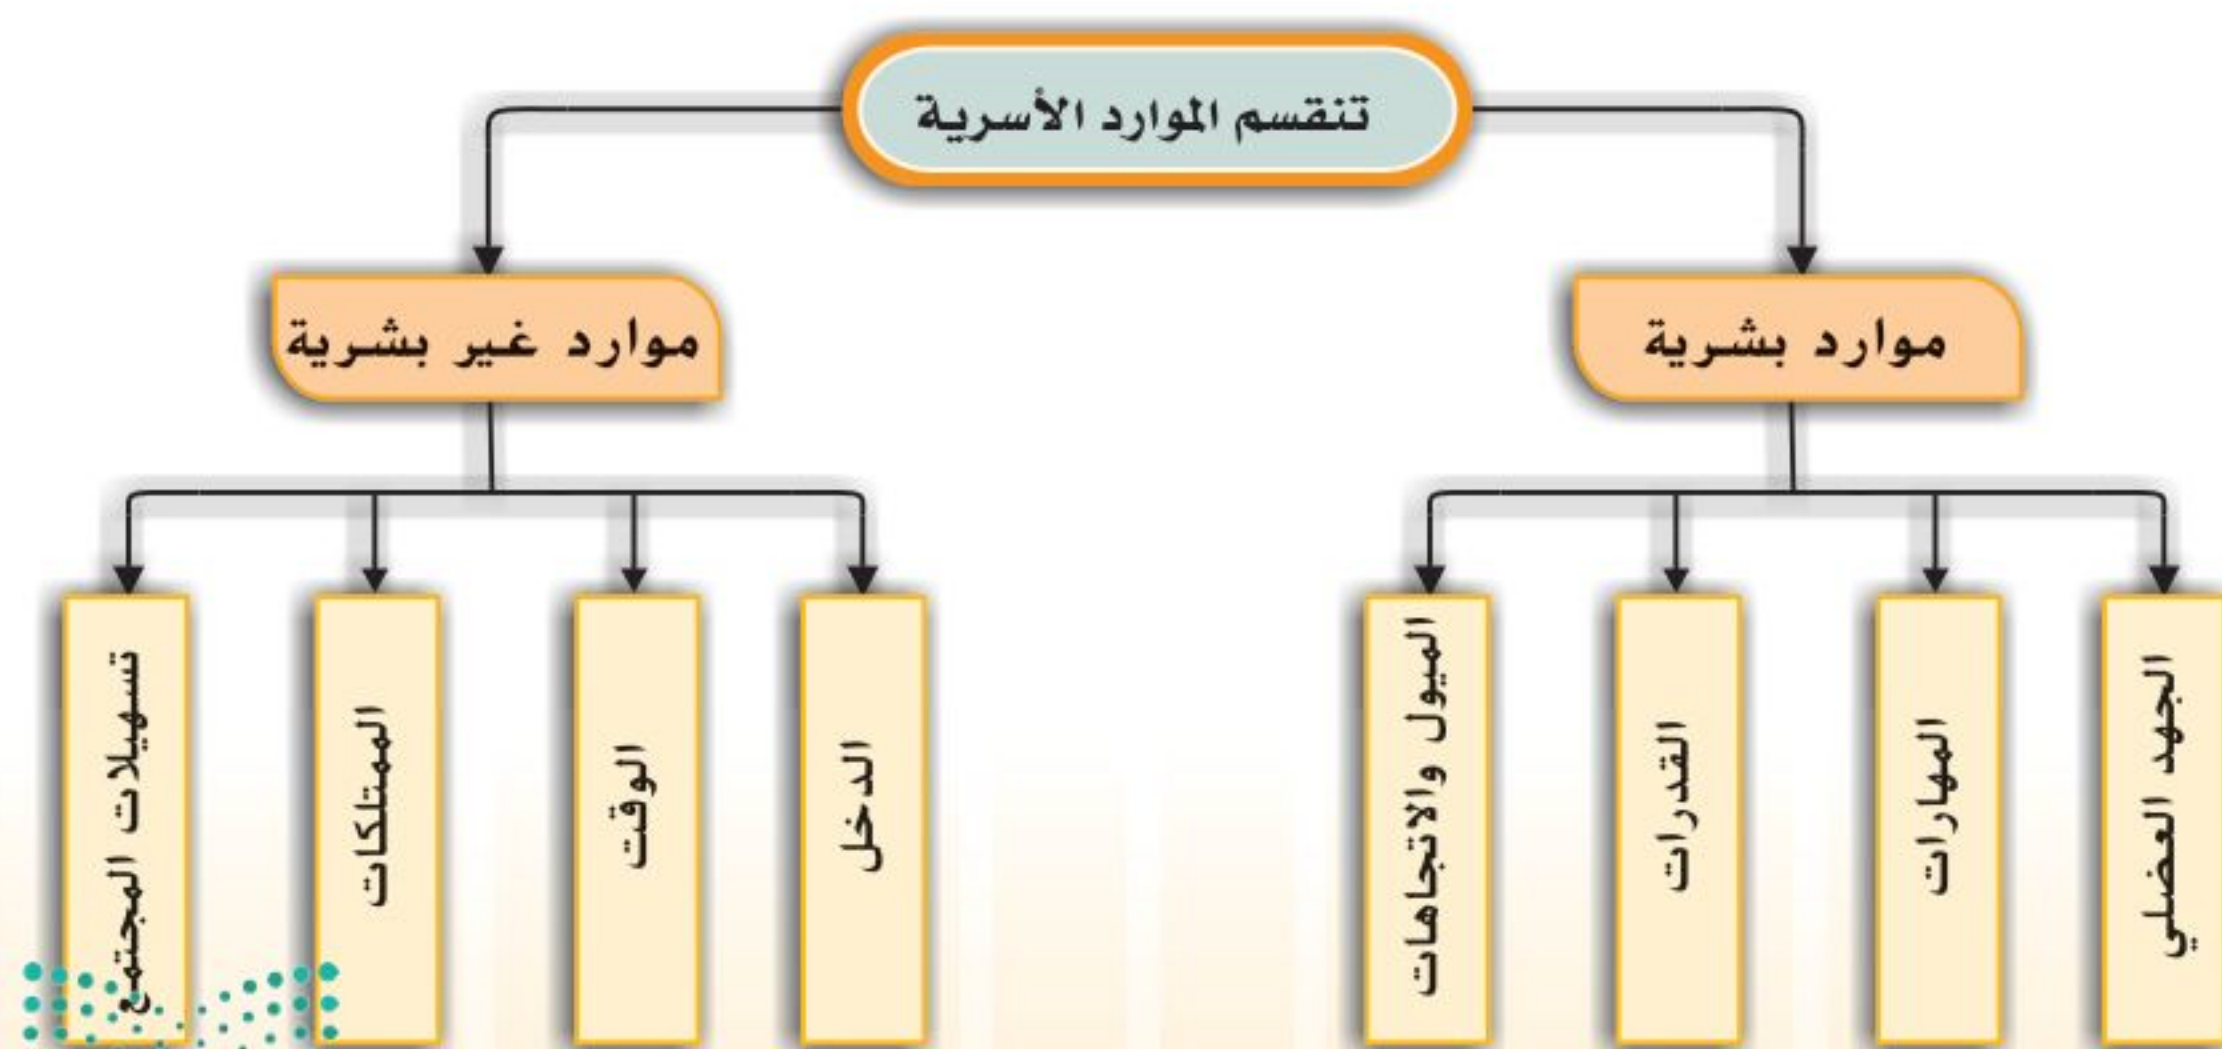 تنقسم الموارد الأسرية
موارد بشرية
موارد غير بشرية
الجهد العضلي
المهارات
القدرات
الميول والاتجاهات
الدخل
الوقت
الممتلكات
تسهيلات المجتمع